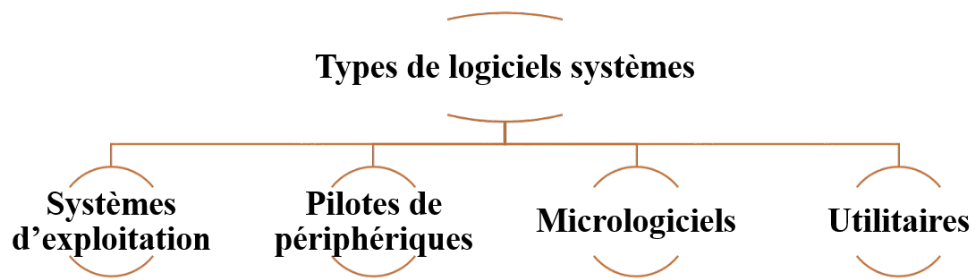 Types de logiciels systèmes
Systèmes
d’exploitation
Pilotes de
périphériques
Micrologiciels
Utilitaires